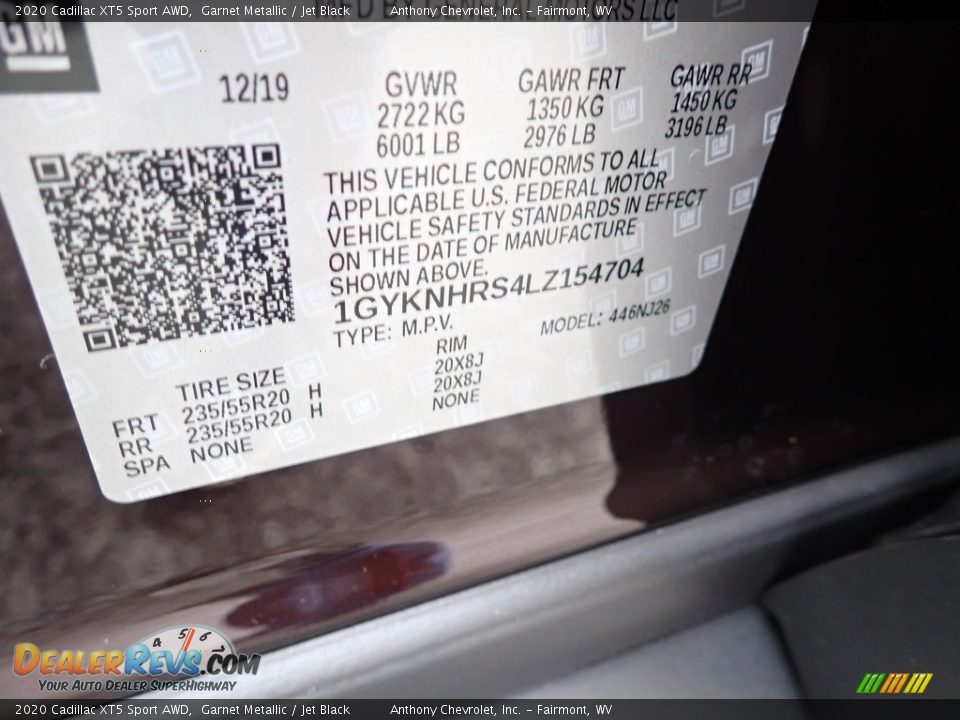 2020 Cadillac XT5 Sport AWD, Garnet Metallic / Jet Black Anthony Chevrolet, Inc. - Fairmont, WV
GM
12/19 GVWR GAWR FRT GAWR RR
2722 KG 1350 KG 1450 KG
6001 LB 2976 LB 3196 LB
THIS VEHICLE CONFORMS TO ALL
APPLICABLE U.S. FEDERAL MOTOR
VEHICLE SAFETY STANDARDS IN EFFECT
ON THE DATE OF MANUFACTURE
SHOWN ABOVE.
1GYKNHRS4LZ154704
TYPE: M.P.V. MODEL: 446NJ26
TIRE SIZE RIM
FRT 235/55R20 H 20X8J
RR 235/55R20 H 20X8J
SPA NONE NONE
4 5 6
DealerRevs.com
Your Auto Dealer SuperHighway
2020 Cadillac XT5 Sport AWD, Garnet Metallic / Jet Black Anthony Chevrolet, Inc. - Fairmont, WV